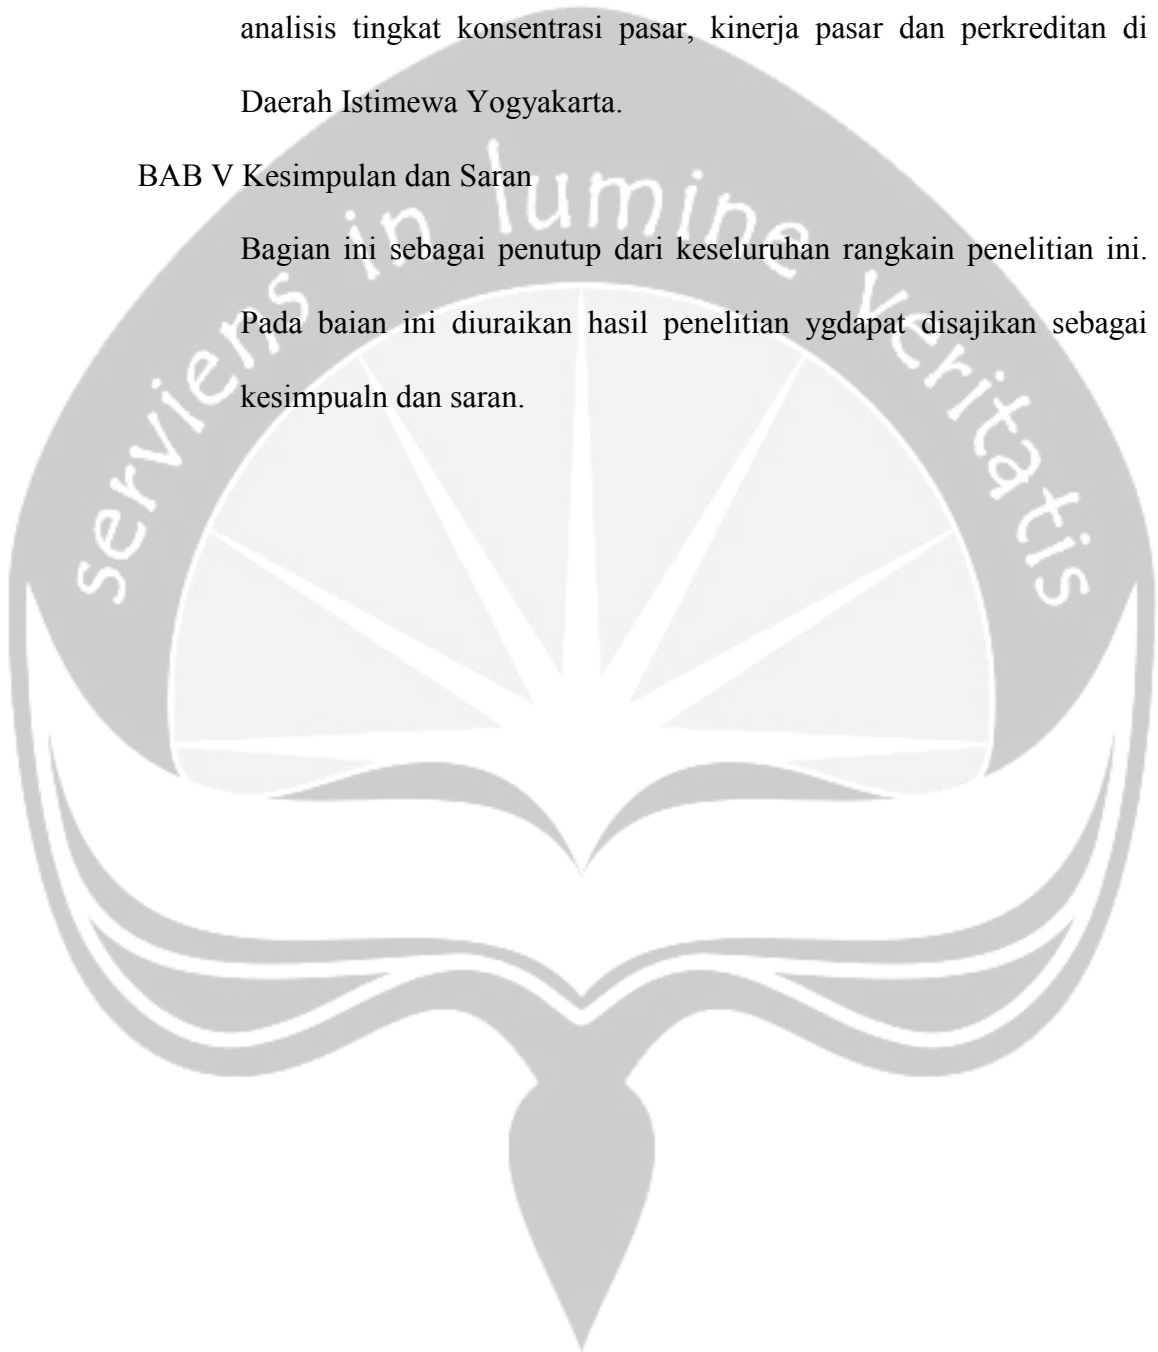 analisis tingkat konsentrasi pasar, kinerja pasar dan perkreditan di
Daerah Istimewa Yogyakarta.
BAB V Kesimpulan dan Saran
Bagian ini sebagai penutup dari keseluruhan rangkain penelitian ini.
Pada baian ini diuraikan hasil penelitian ygdapat disajikan sebagai
kesimpualn dan saran.
serviens in lumine veritatis